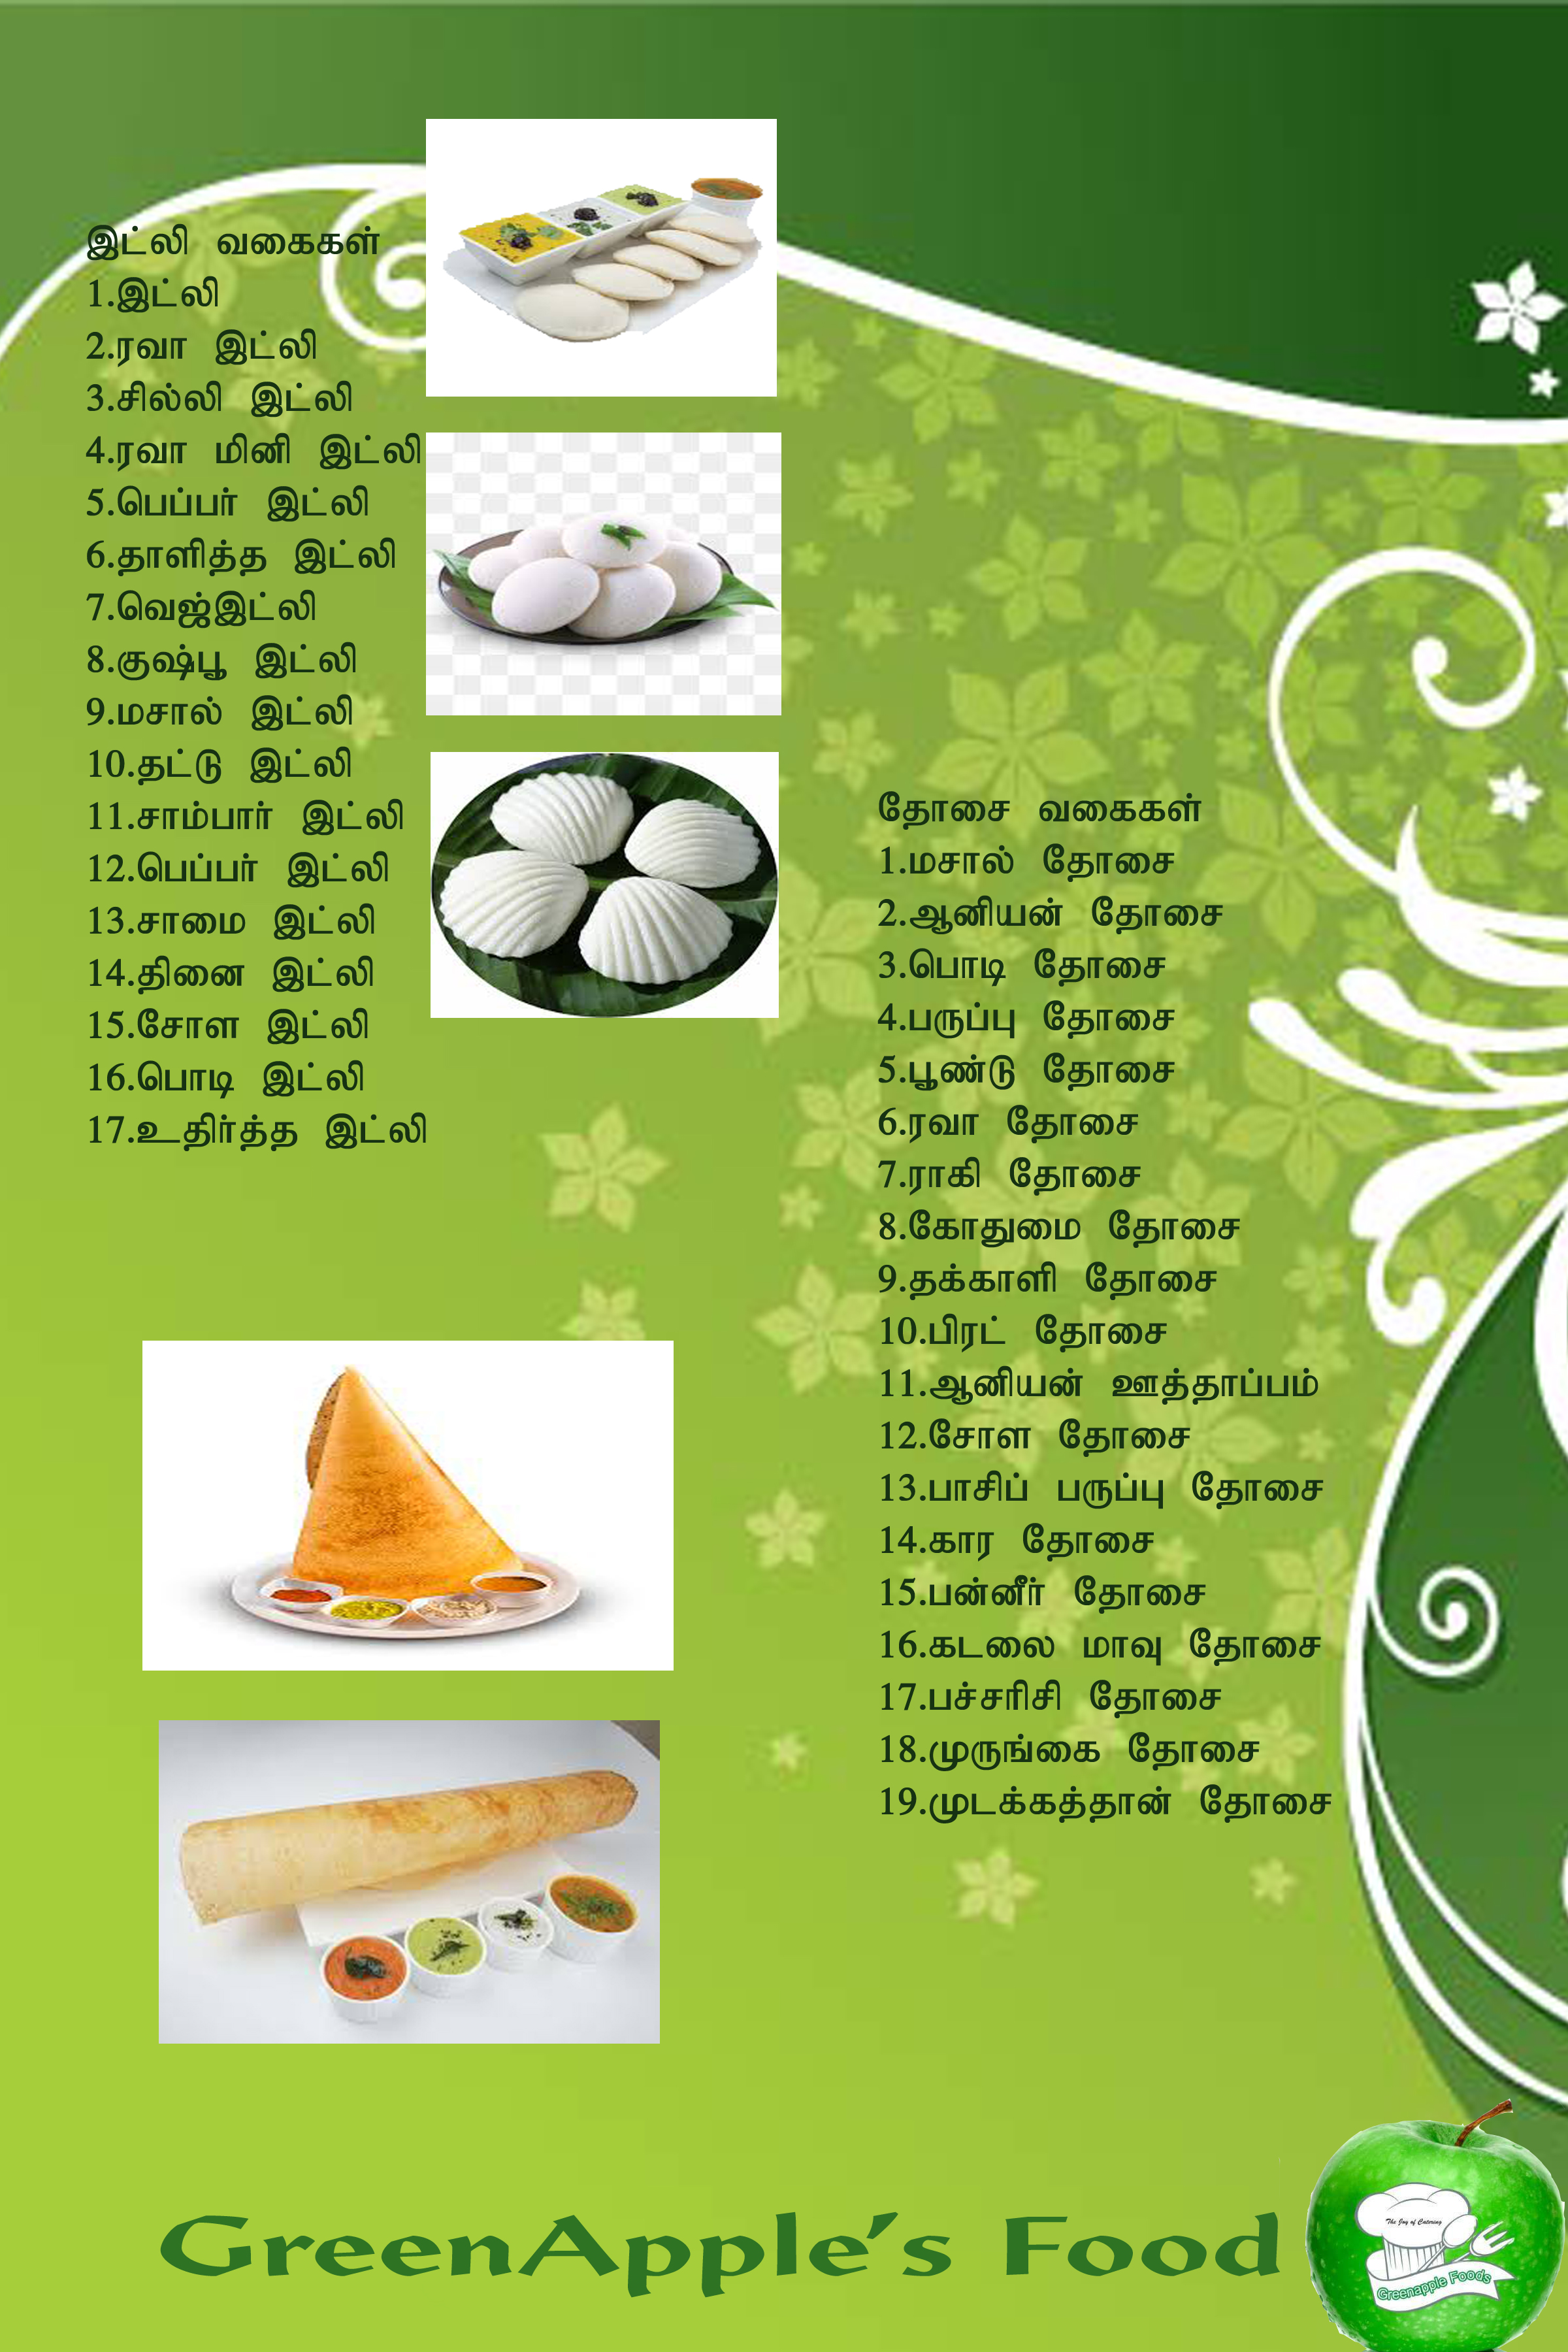 இட்லி வகைகள்
1.இட்லி
2.ரவா இட்லி
3.சில்லி இட்லி
4.ரவா மினி இட்லி
5.பெப்பர் இட்லி
6.தாளித்த இட்லி
7.வெஜ்இட்லி
8.குஷ்பூ இட்லி
9.மசால் இட்லி
10.தட்டு இட்லி
11.சாம்பார் இட்லி
12.பெப்பர் இட்லி
13.சாமை இட்லி
14.தினை இட்லி
15.சோள இட்லி
16.பொடி இட்லி
17.உதிர்த்த இட்லி
தோசை வகைகள்
1.மசால் தோசை
2.ஆனியன் தோசை
3.பொடி தோசை
4.பருப்பு தோசை
5.பூண்டு தோசை
6.ரவா தோசை
7.ராகி தோசை
8.கோதுமை தோசை
9.தக்காளி தோசை
10.பிரட் தோசை
11.ஆனியன் ஊத்தாப்பம்
12.சோள தோசை
13.பாசிப் பருப்பு தோசை
14.கார தோசை
15.பன்னீர் தோசை
16.கடலை மாவு தோசை
17.பச்சரிசி தோசை
18.முருங்கை தோசை
19.முடக்கத்தான் தோசை
GreenApple's Food
The Joy of Catering
Greenapple Foods